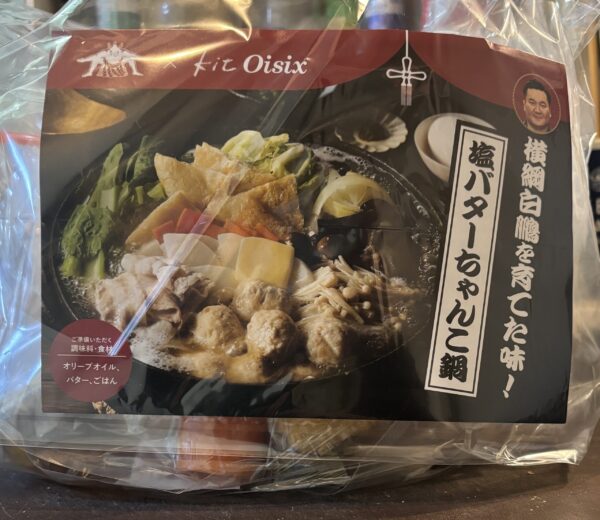 × Kit Oisix
横綱白鵬を育てた味！
塩バターちゃんこ鍋
ご準備いただく
調味料・食材
オリーブオイル、
バター、ごはん